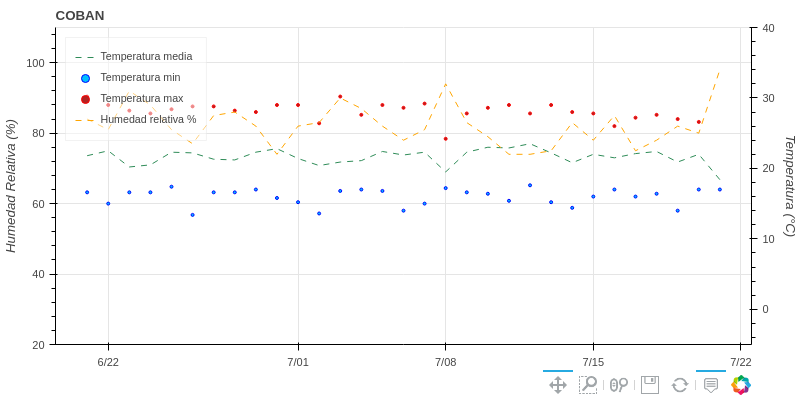 COBAN
Temperatura media
Temperatura min
Temperatura max
Humedad relativa %
Humedad Relativa (%)
100
80
60
40
20
40
30
20
10
0
Temperatura (°C)
6/22
7/01
7/08
7/15
7/22